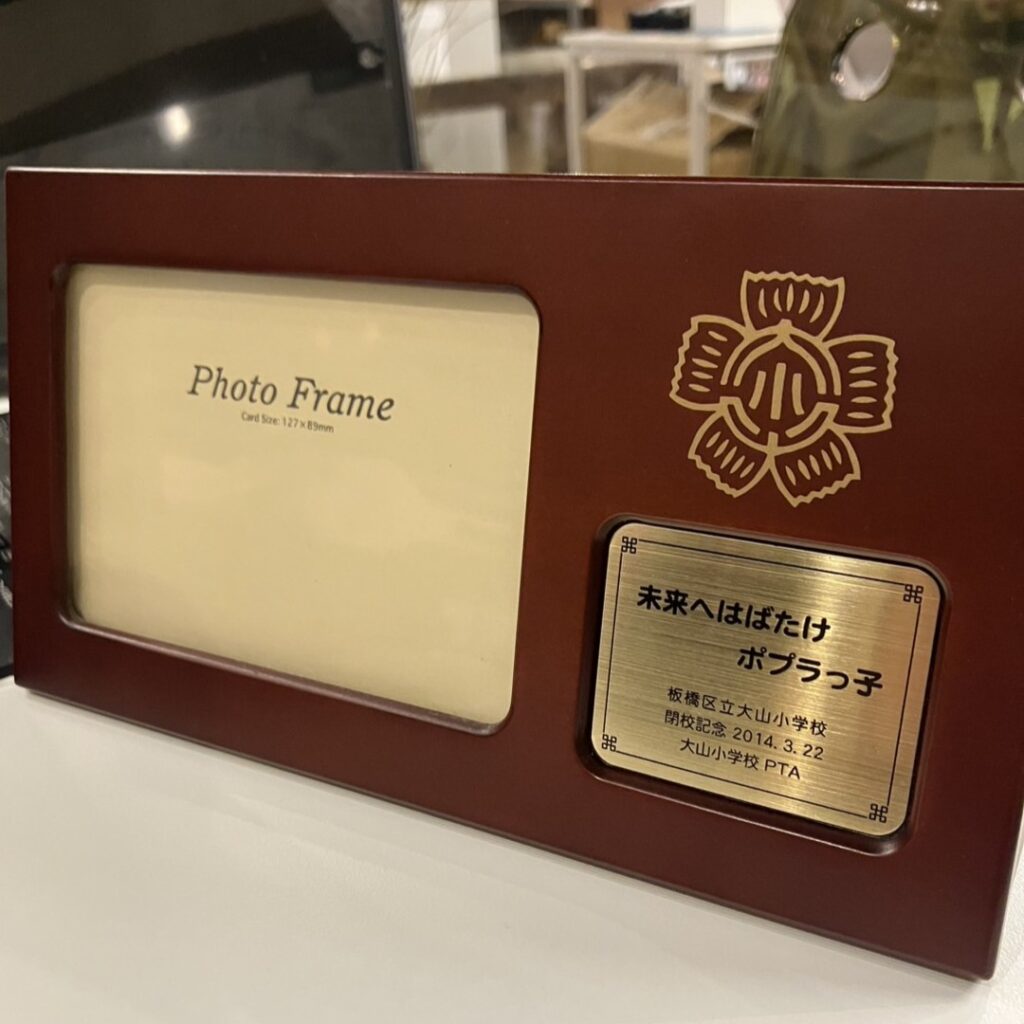 Photo Frame
Card Size: 127×89mm
小
未来へはばたけ
ポプラっ子
板橋区立大山小学校
閉校記念 2014.3.22
大山小学校 PTA